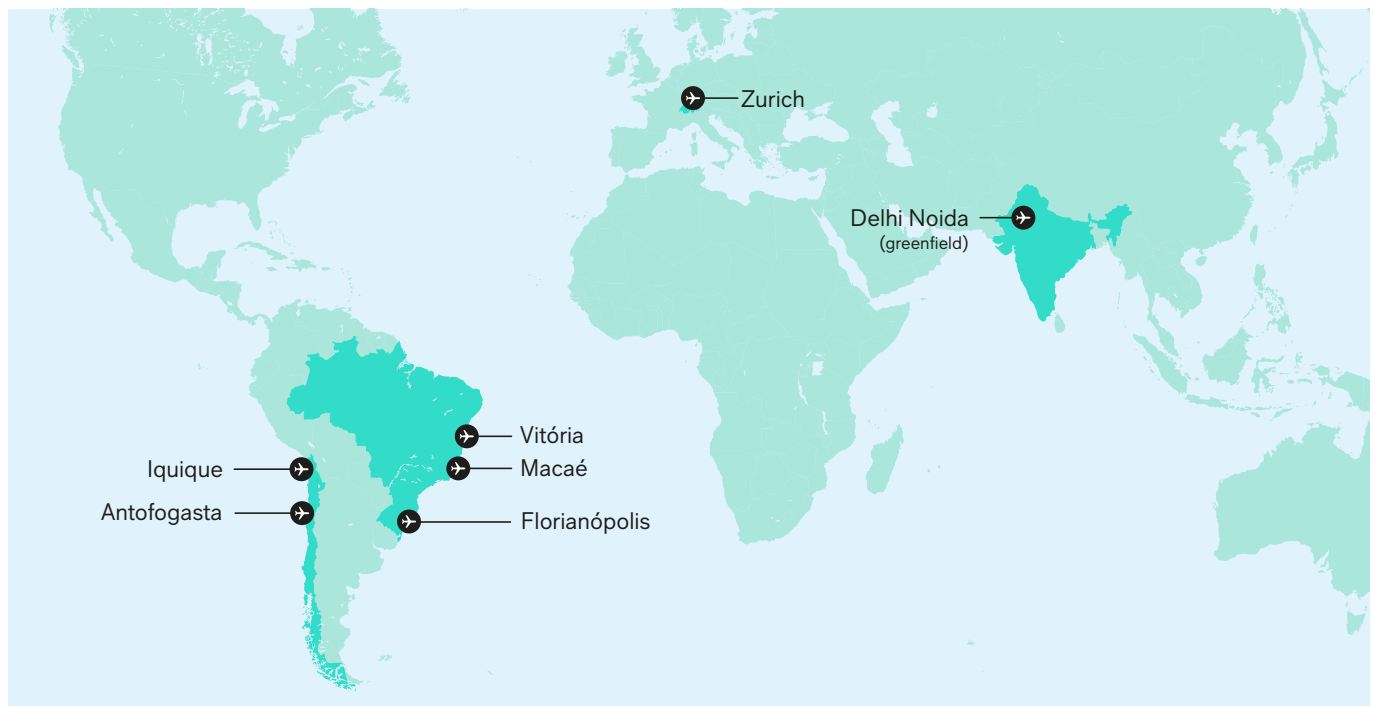 Zurich
Delhi Noida
(greenfield)
Vitória
Iquique
Macaé
Antofogasta
Florianópolis